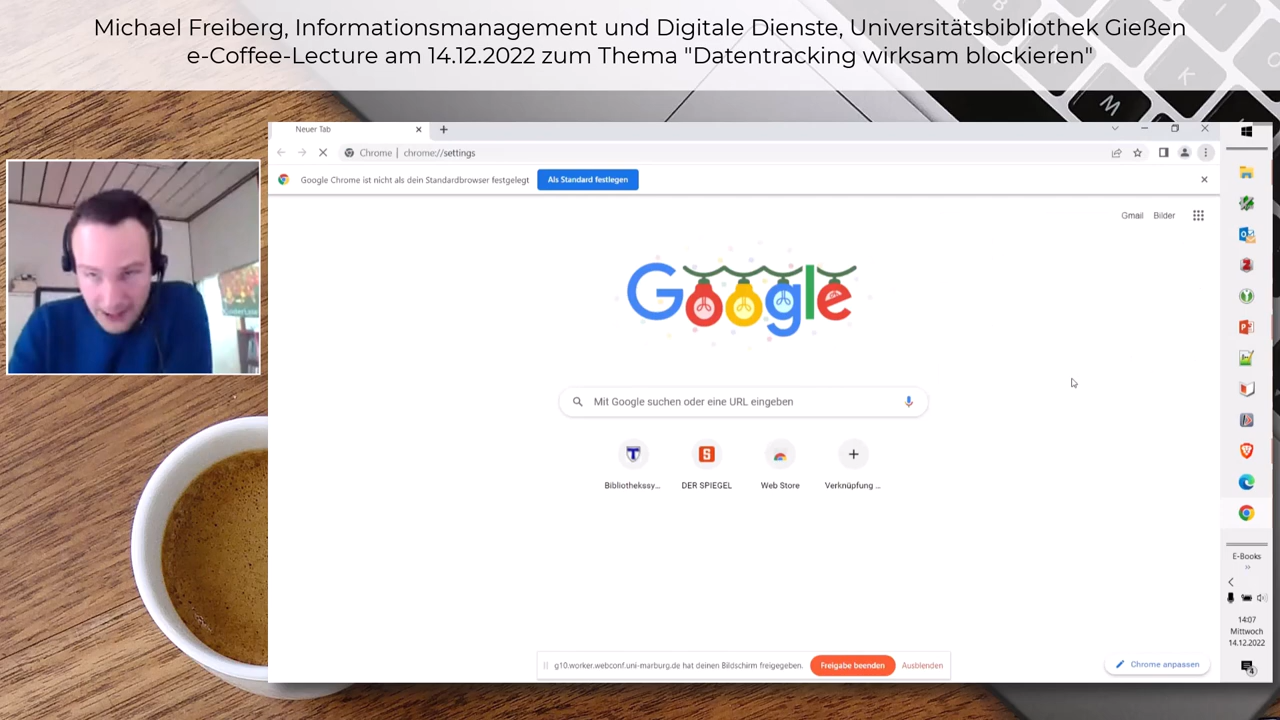 Michael Freiberg, Informationsmanagement und Digitale Dienste, Universitätsbibliothek Gießen
e-Coffee-Lecture am 14.12.2022 zum Thema "Datentracking wirksam blockieren"
Neuer Tab
Chrome | chrome://settings
Google Chrome ist nicht als dein Standardbrowser festgelegt Als Standard festlegen
Gmail Bilder
Google
Mit Google suchen oder eine URL eingeben
Bibliothekssy... DER SPIEGEL Web Store Verknüpfung ...
E-Books
14:07
Mittwoch
14.12.2022
g10.worker.webconf.uni-marburg.de hat deinen Bildschirm freigegeben. Freigabe beenden Ausblenden
Chrome anpassen
4